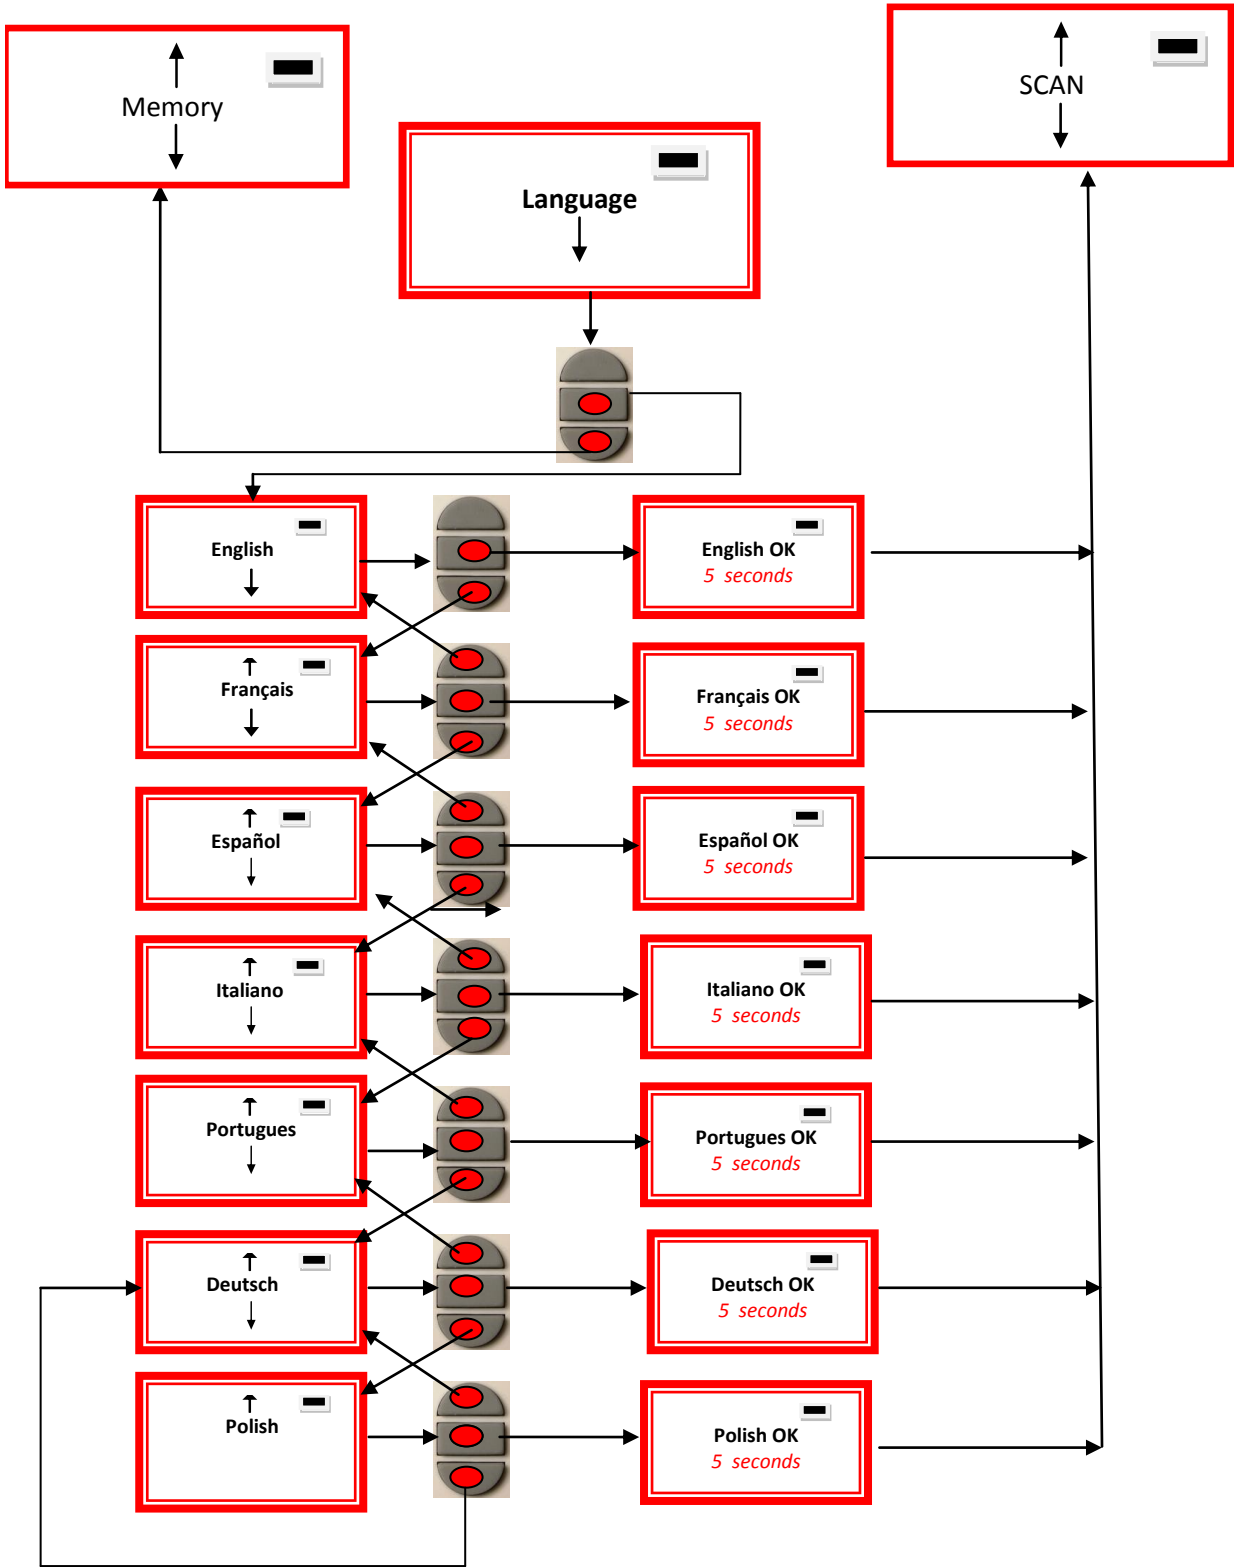 Memory
SCAN
Language
English
English OK
5 seconds
Français
Français OK
5 seconds
Español
Español OK
5 seconds
Italiano
Italiano OK
5 seconds
Portugues
Portugues OK
5 seconds
Deutsch
Deutsch OK
5 seconds
Polish
Polish OK
5 seconds